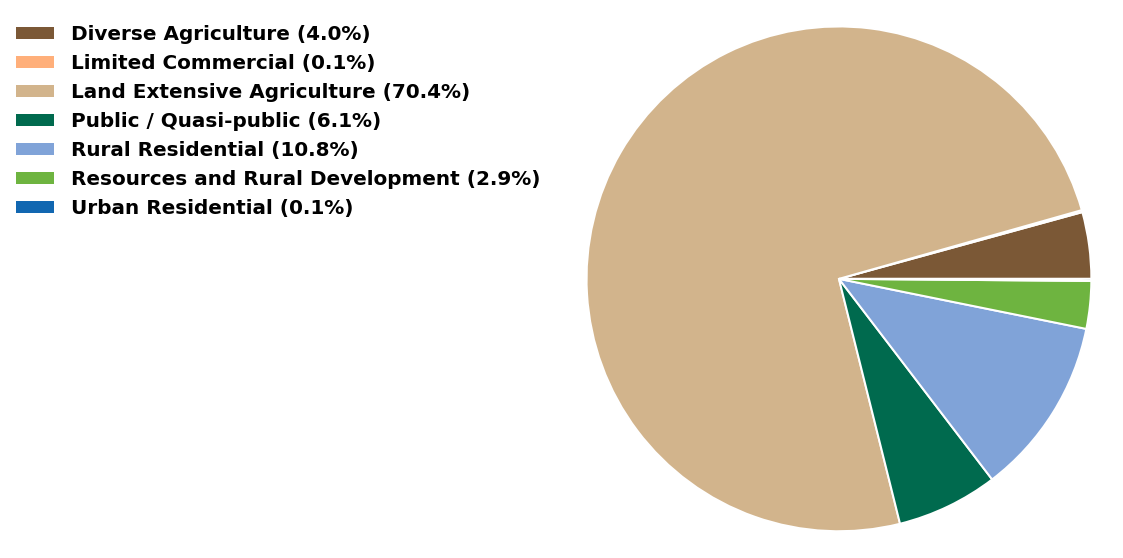 Diverse Agriculture (4.0%)
Limited Commercial (0.1%)
Land Extensive Agriculture (70.4%)
Public / Quasi-public (6.1%)
Rural Residential (10.8%)
Resources and Rural Development (2.9%)
Urban Residential (0.1%)